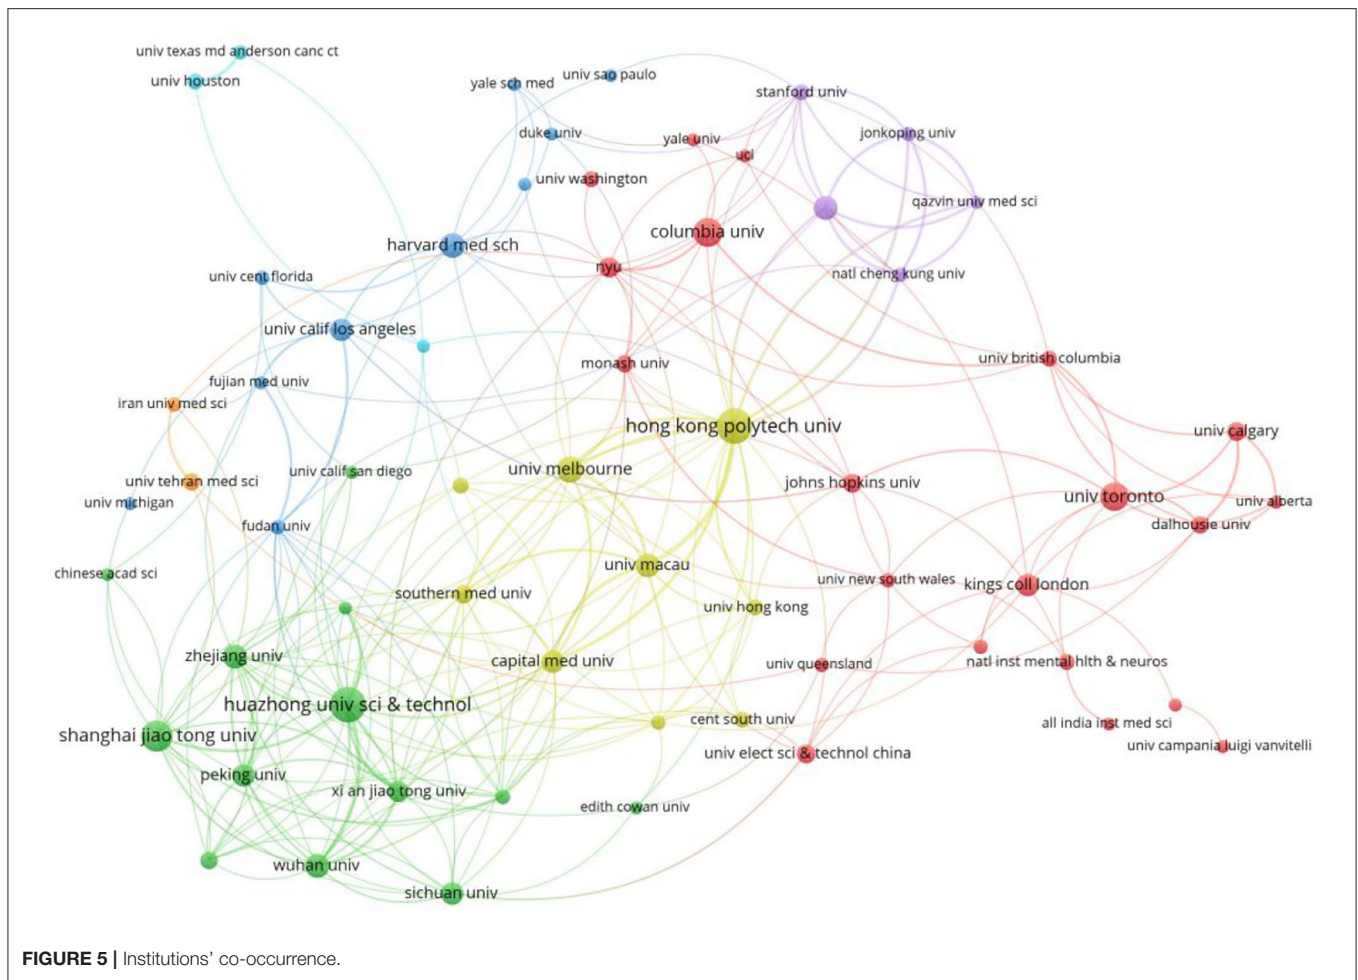 univ texas md anderson canc ct
univ houston
yale sch med
univ sao paulo
stanford univ
duke univ
yale univ
jonkoping univ
ucl
univ washington
qazvin univ med sci
columbia univ
harvard med sch
nyu
natl cheng kung univ
univ cent florida
univ calif los angeles
monash univ
univ british columbia
fujian med univ
iran univ med sci
hong kong polytech univ
univ calgary
univ melbourne
univ calif san diego
univ tehran med sci
johns hopkins univ
univ toronto
univ michigan
univ alberta
fudan univ
dalhousie univ
univ macau
chinese acad sci
univ new south wales
kings coll london
southern med univ
univ hong kong
zhejiang univ
capital med univ
univ queensland
natl inst mental hlth & neuros
huazhong univ sci & technol
cent south univ
all india inst med sci
shanghai jiao tong univ
univ campania luigi vanvitelli
univ elect sci & technol china
peking univ
xi an jiao tong univ
edith cowan univ
wuhan univ
sichuan univ
FIGURE 5 | Institutions' co-occurrence.